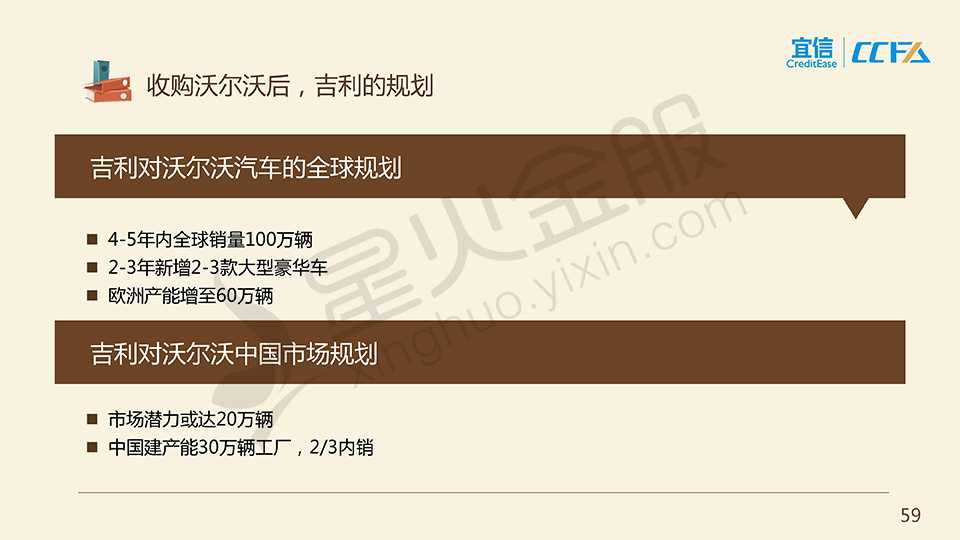 宜信
CreditEase
CCFA
收购沃尔沃后，吉利的规划
吉利对沃尔沃汽车的全球规划
4-5年内全球销量100万辆
2-3年新增2-3款大型豪华车
欧洲产能增至60万辆
吉利对沃尔沃中国市场规划
市场潜力或达20万辆
中国建产能30万辆工厂，2/3内销
星火金服
xinghuo.yixin.com
59